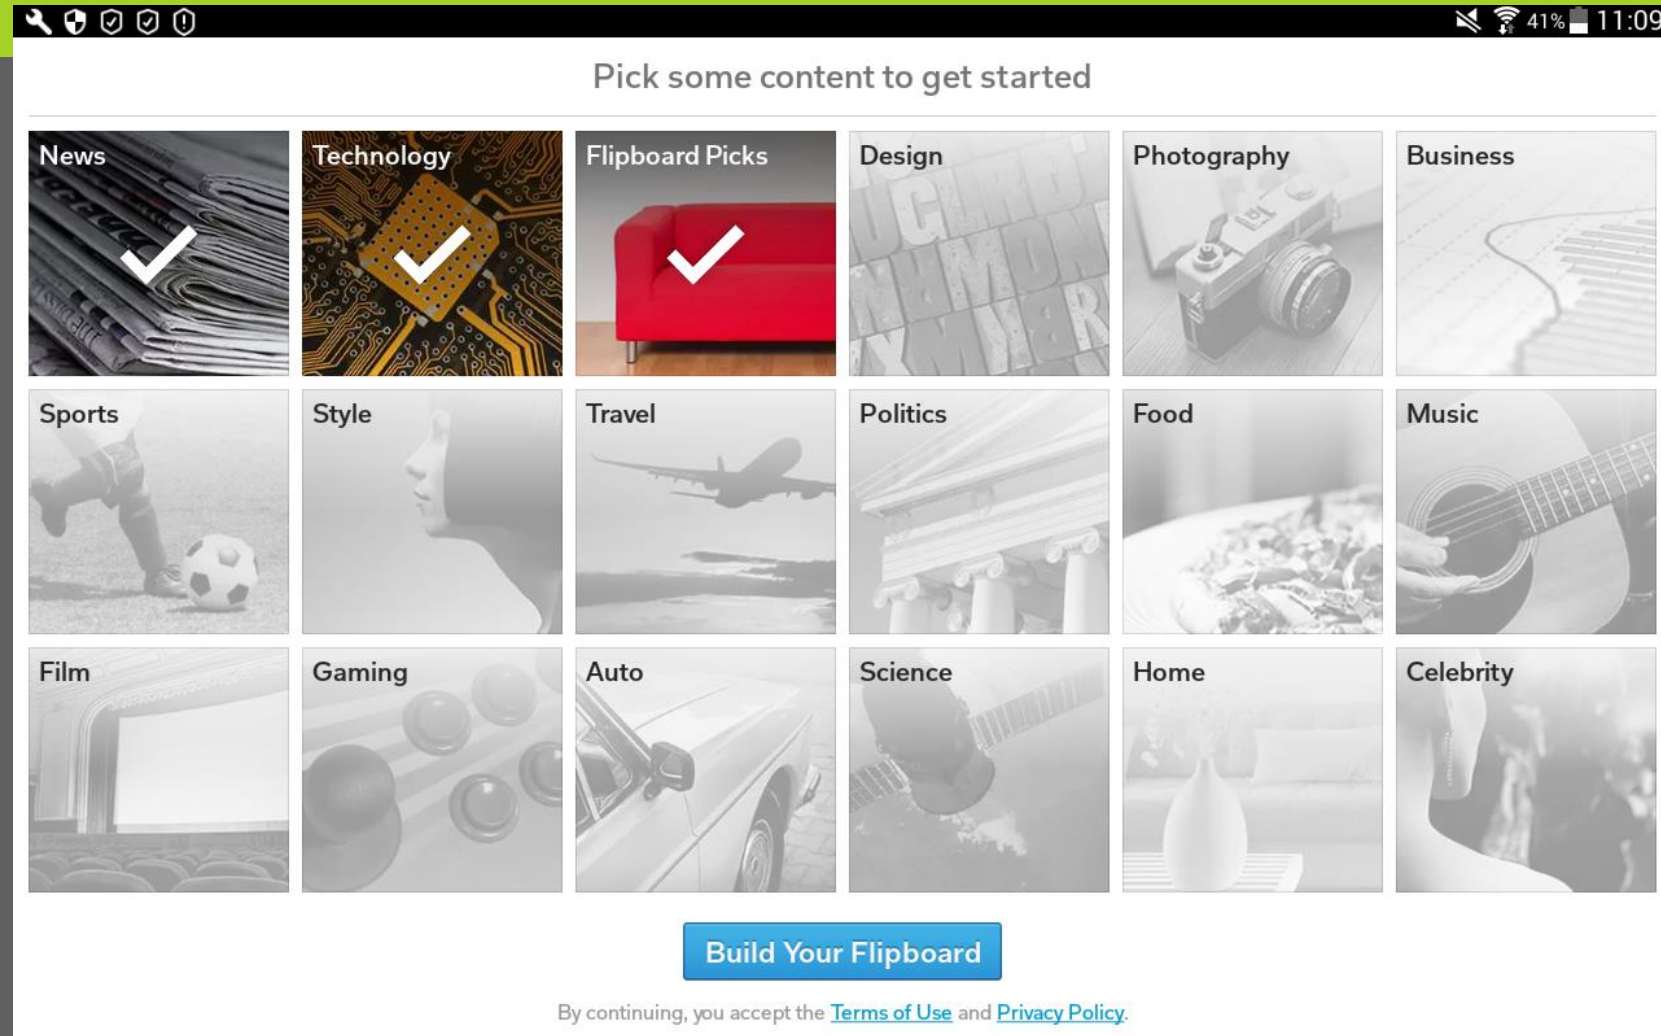 41% 11:09
Pick some content to get started
News Technology Flipboard Picks Design Photography Business
Sports Style Travel Politics Food Music
Film Gaming Auto Science Home Celebrity
Build Your Flipboard
By continuing, you accept the Terms of Use and Privacy Policy.